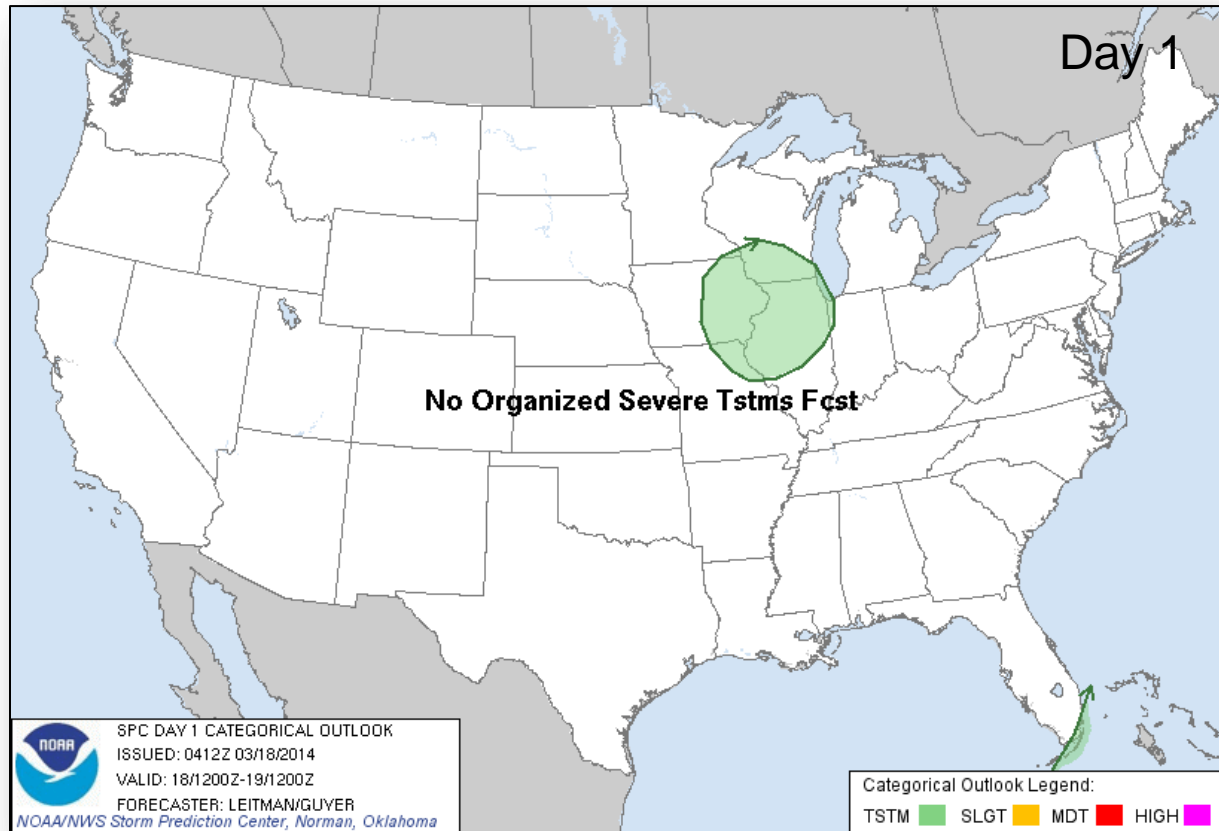 Day 1
No Organized Severe Tstms Fcst
NOAA
SPC DAY 1 CATEGORICAL OUTLOOK
ISSUED: 0412Z 03/18/2014
VALID: 18/1200Z-19/1200Z
FORECASTER: LEITMAN/GUYER
NOAA/NWS Storm Prediction Center, Norman, Oklahoma
Categorical Outlook Legend:
TSTM SLGT MDT HIGH